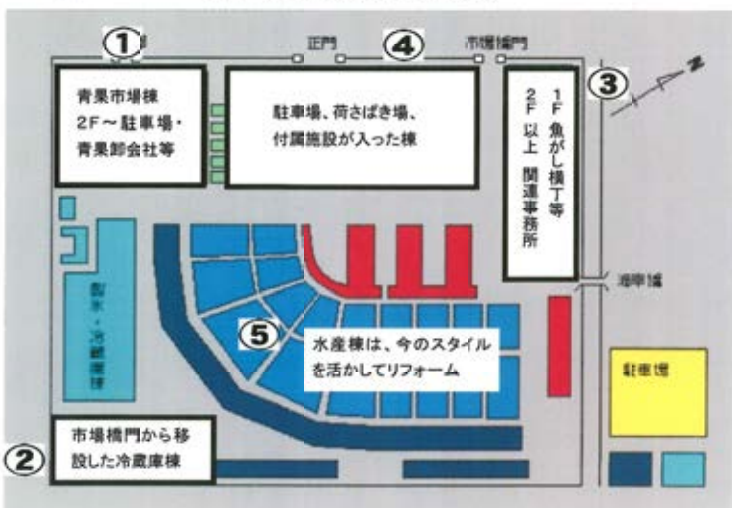 ①
正門
④
市場橋門
③
N
青果市場棟
2F～駐車場・
青果卸会社等
駐車場、荷さばき場、
付属施設が入った棟
1F 魚がし横丁等
2F 以上 関連事務所
海幸橋
製氷・冷蔵庫棟
⑤
水産棟は、今のスタイル
を活かしてリフォーム
駐車場
②
市場橋門から移
設した冷蔵庫棟